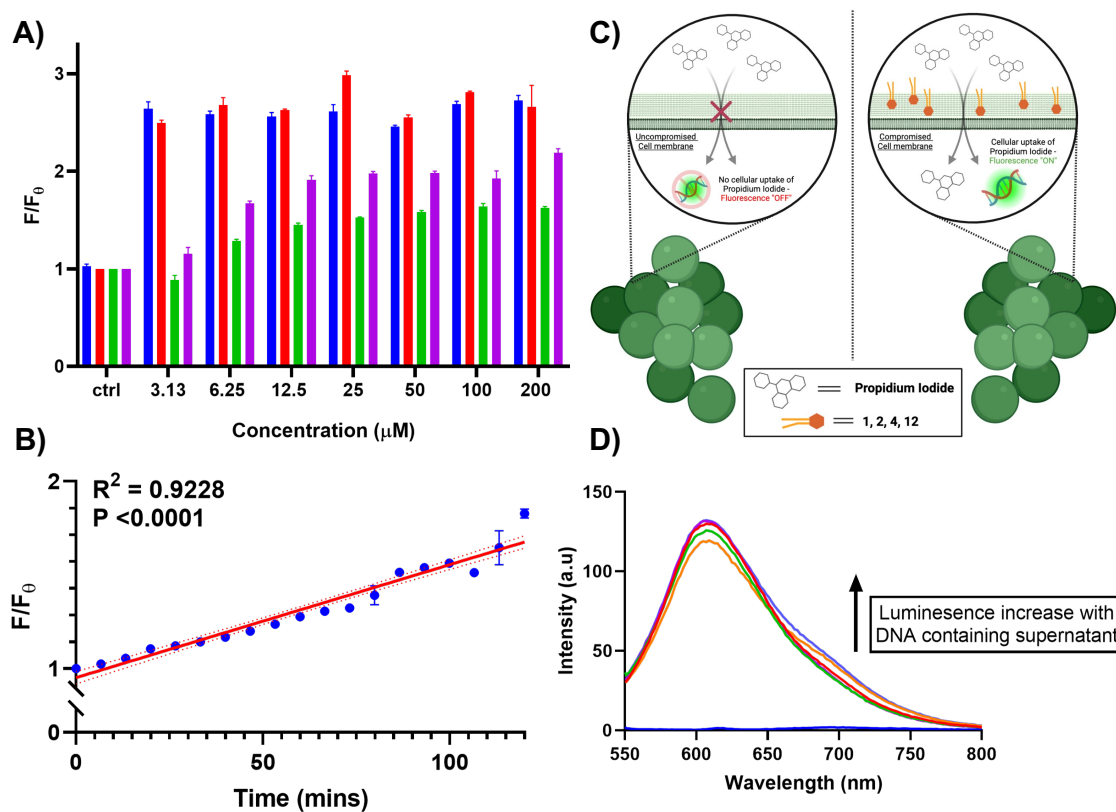 A)
F/Fθ
3
2
1
0
ctrl
3.13
6.25
12.5
25
50
100
200
Concentration (μM)
B)
R² = 0.9228
P <0.0001
F/Fθ
2
1
0
0
50
100
Time (mins)
C)
Uncompromised
Cell membrane
No cellular uptake of
Propidium Iodide -
Fluorescence "OFF"
Compromised
Cell membrane
Cellular uptake of
Propidium Iodide -
Fluorescence "ON"
Propidium Iodide
1, 2, 4, 12
D)
Intensity (a.u)
150
100
50
0
550
600
650
700
750
800
Wavelength (nm)
Luminesence increase with
DNA containing supernatant